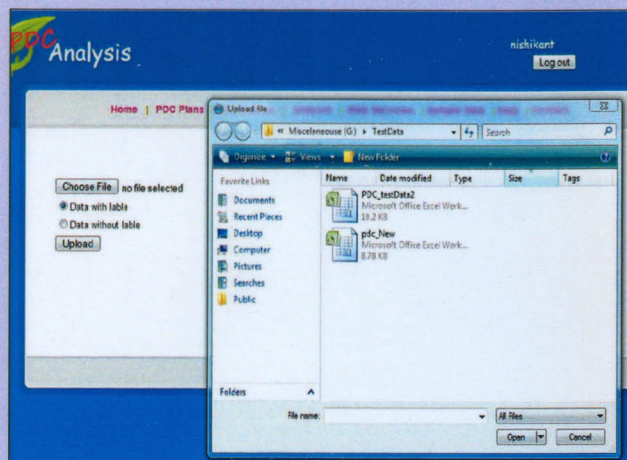 PDC Analysis
nishikant
Log out
Home | PDC Plans
Upload file
Miscelaneouse (G:) TestData
Search
Organize Views New Folder
Favorite Links
Documents
Recent Places
Desktop
Computer
Pictures
Searches
Public
Folders
Name Date modified Type Size Tags
PDC_testData2
Microsoft Office Excel Work...
19.2 KB
pdc_New
Microsoft Office Excel Work...
8.78 KB
Choose File no file selected
Data with lable
Data without lable
Upload
File name:
All Files
Open
Cancel